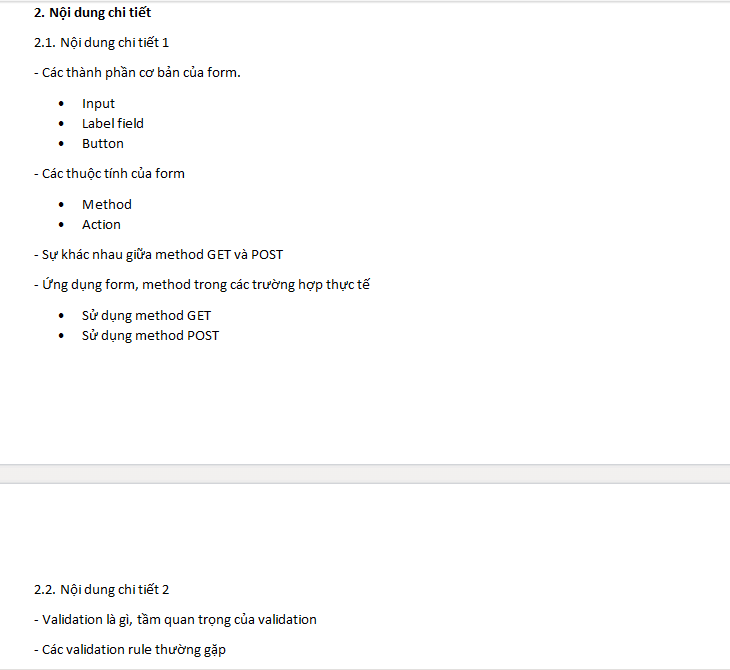 2. Nội dung chi tiết
2.1. Nội dung chi tiết 1
- Các thành phần cơ bản của form.
• Input
• Label field
• Button
- Các thuộc tính của form
• Method
• Action
- Sự khác nhau giữa method GET và POST
- Ứng dụng form, method trong các trường hợp thực tế
• Sử dụng method GET
• Sử dụng method POST
2.2. Nội dung chi tiết 2
- Validation là gì, tầm quan trọng của validation
- Các validation rule thường gặp